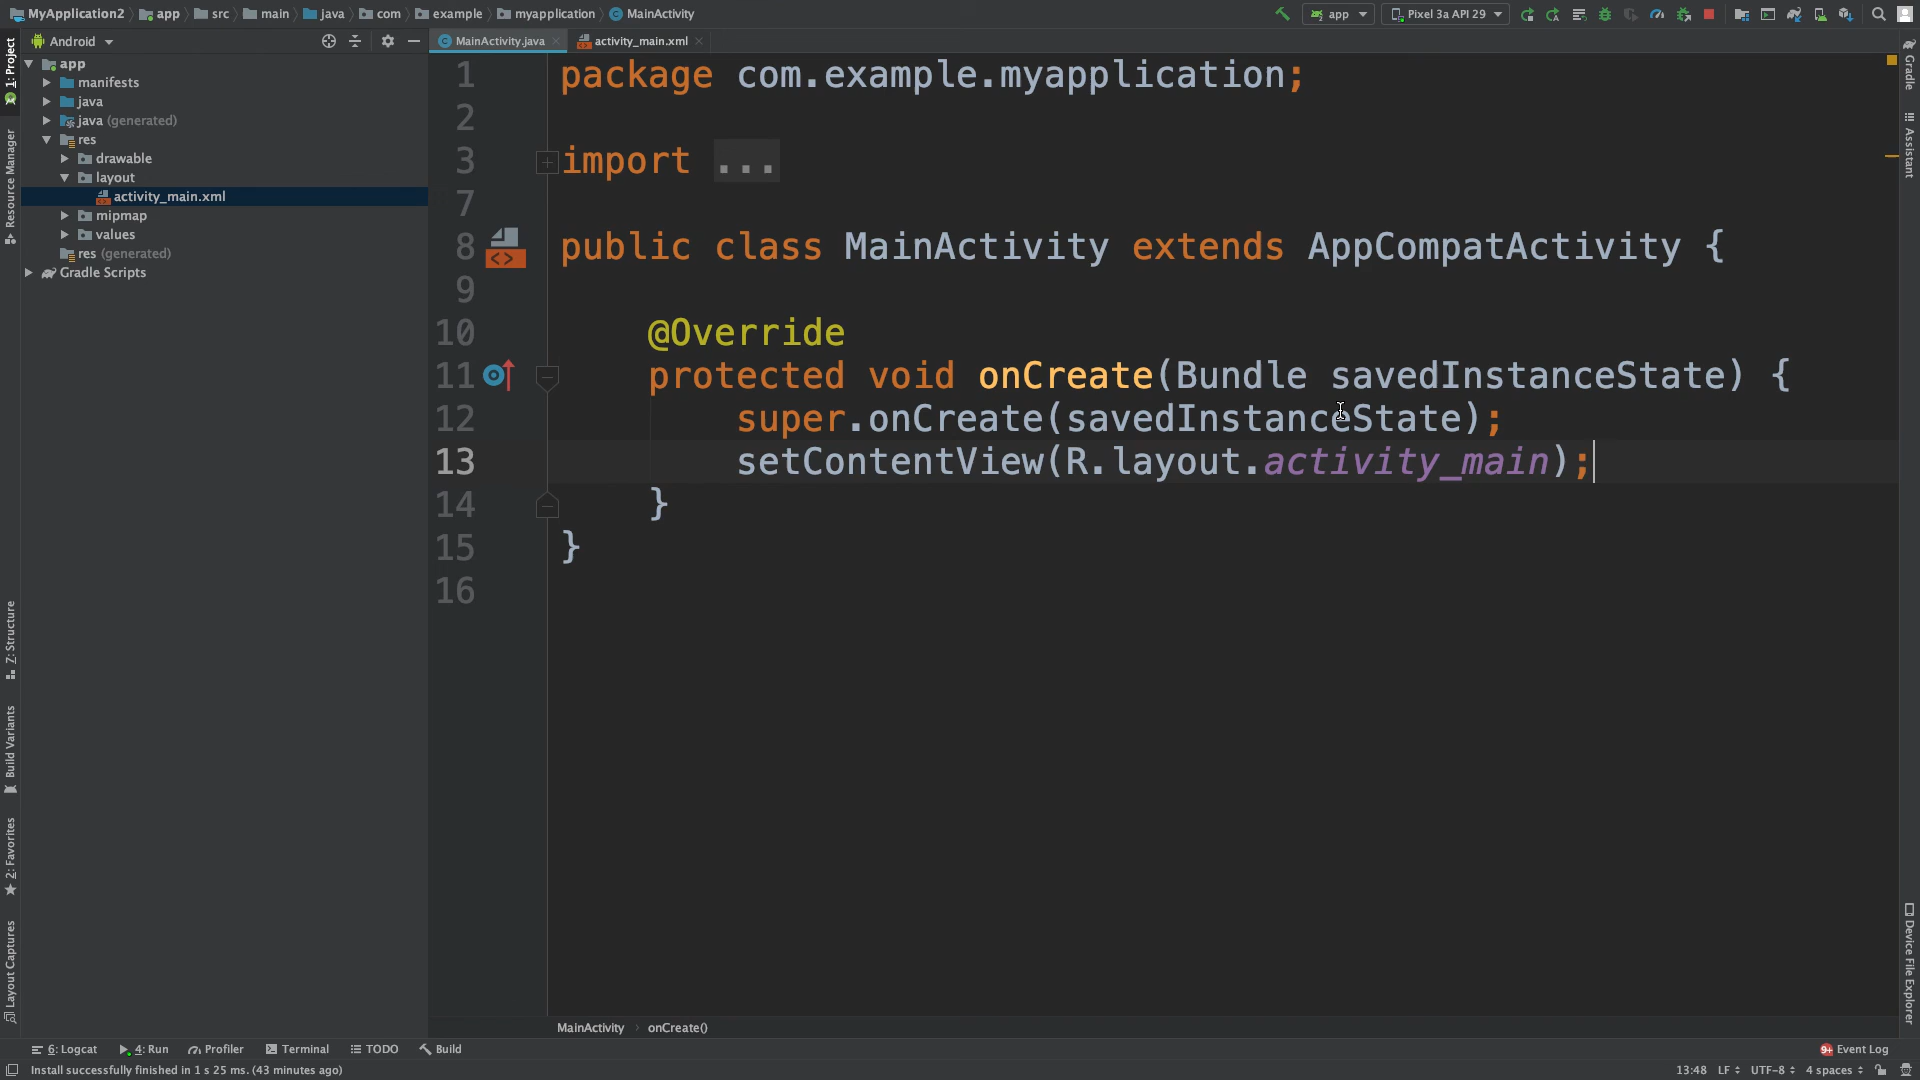 MyApplication2 app src main java com example myapplication MainActivity app Pixel 3a API 29
Android
MainActivity.java activity_main.xml
app
manifests
java
java (generated)
res
drawable
layout
activity_main.xml
mipmap
values
res (generated)
Gradle Scripts
1: Project
Resource Manager
Z: Structure
Build Variants
2: Favorites
Layout Captures
1 package com.example.myapplication;
2
3 import ...
7
8 public class MainActivity extends AppCompatActivity {
9
10 @Override
11 protected void onCreate(Bundle savedInstanceState) {
12 super.onCreate(savedInstanceState);
13 setContentView(R.layout.activity_main);
14 }
15 }
16
Gradle
Assistant
Device File Explorer
MainActivity onCreate()
6: Logcat 4: Run Profiler Terminal TODO Build 9+ Event Log
Install successfully finished in 1 s 25 ms. (43 minutes ago) 13:48 LF UTF-8 4 spaces